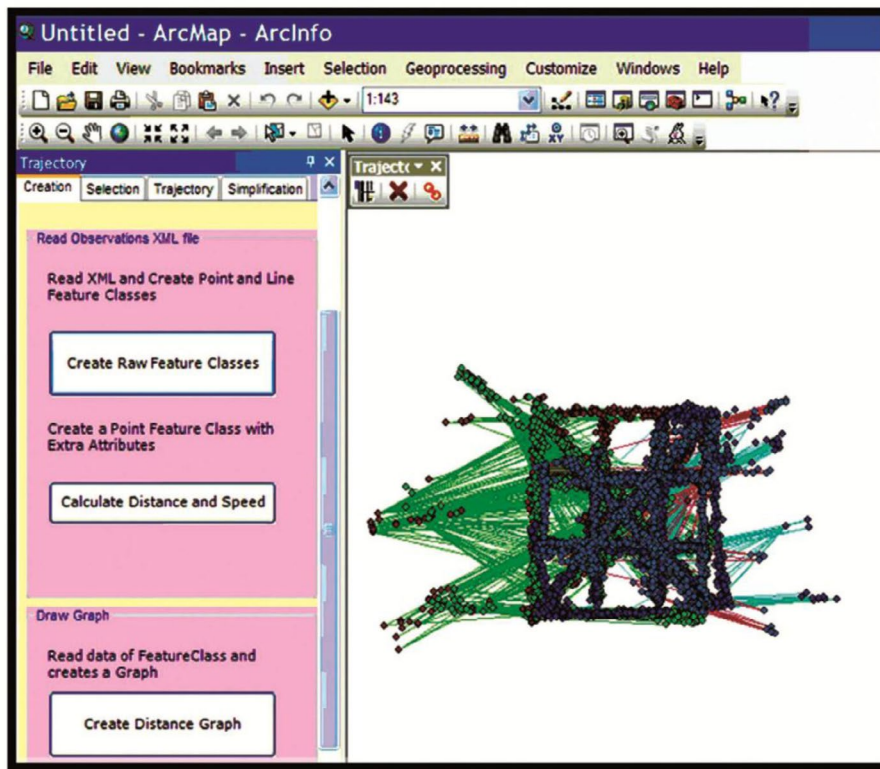 Untitled - ArcMap - ArcInfo
File Edit View Bookmarks Insert Selection Geoprocessing Customize Windows Help
1:143
XY
Trajectory
Creation Selection Trajectory Simplification
Read Observations XML file
Read XML and Create Point and Line
Feature Classes
Create Raw Feature Classes
Create a Point Feature Class with
Extra Attributes
Calculate Distance and Speed
Draw Graph
Read data of FeatureClass and
creates a Graph
Create Distance Graph
Trajectc